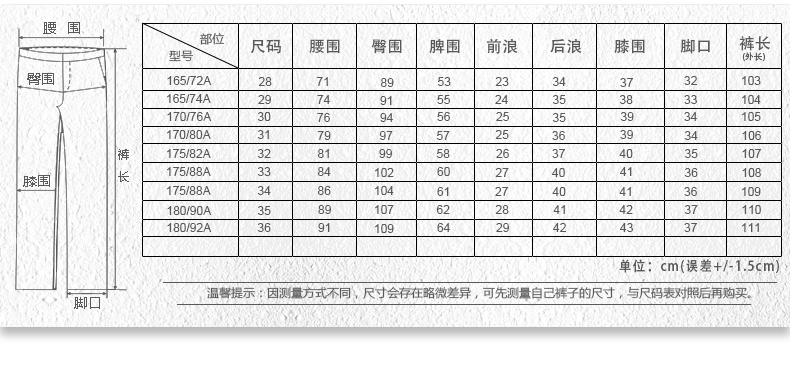 腰 围
臀围
膝围
裤长
脚口
部位
型号 尺码 腰围 臀围 脾围 前浪 后浪 膝围 脚口 裤长(外长)
165/72A 28 71 89 53 23 34 37 32 103
165/74A 29 74 91 55 24 35 38 33 104
170/76A 30 76 94 56 25 35 39 34 105
170/80A 31 79 97 57 25 36 39 34 106
175/82A 32 81 99 58 26 37 40 35 107
175/88A 33 84 102 60 27 40 41 36 108
175/88A 34 86 104 61 27 40 41 36 109
180/90A 35 89 107 62 28 41 42 37 110
180/92A 36 91 109 64 29 42 43 37 111
单位：cm(误差+/-1.5cm)
温馨提示：因测量方式不同，尺寸会存在略微差异，可先测量自己裤子的尺寸，与尺码表对照后再购买。